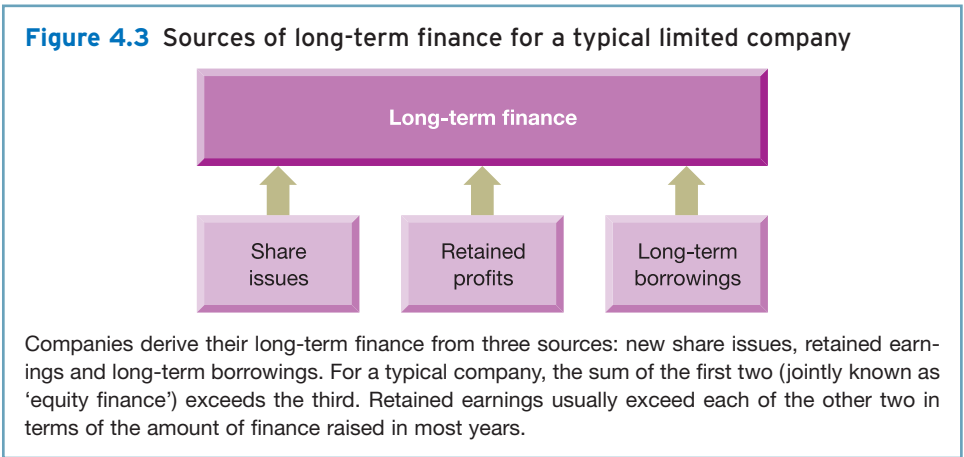 Figure 4.3 Sources of long-term finance for a typical limited company
Long-term finance
Share
issues
Retained
profits
Long-term
borrowings
Companies derive their long-term finance from three sources: new share issues, retained earn-
ings and long-term borrowings. For a typical company, the sum of the first two (jointly known as
‘equity finance’) exceeds the third. Retained earnings usually exceed each of the other two in
terms of the amount of finance raised in most years.